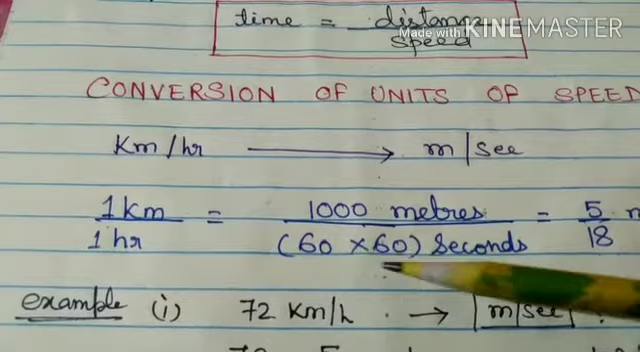 time = distance
speed
Made with KINEMASTER
CONVERSION OF UNITS OF SPEED
Km/hr → m/sec
1 km = 1000 metres = 5
1 hr (60 × 60) Seconds 18
example (i) 72 Km/h . → m/sec .